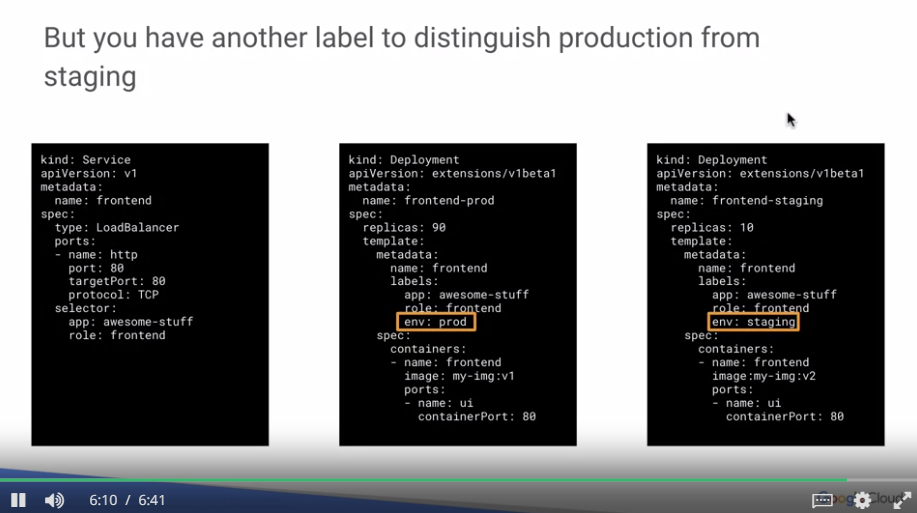 But you have another label to distinguish production from
staging
kind: Service
apiVersion: v1
metadata:
  name: frontend
spec:
  type: LoadBalancer
  ports:
  - name: http
    port: 80
    targetPort: 80
    protocol: TCP
  selector:
    app: awesome-stuff
    role: frontend
kind: Deployment
apiVersion: extensions/v1beta1
metadata:
  name: frontend-prod
spec:
  replicas: 90
  template:
    metadata:
      name: frontend
      labels:
        app: awesome-stuff
        role: frontend
        env: prod
    spec:
      containers:
      - name: frontend
        image: my-img:v1
        ports:
        - name: ui
          containerPort: 80
kind: Deployment
apiVersion: extensions/v1beta1
metadata:
  name: frontend-staging
spec:
  replicas: 10
  template:
    metadata:
      name: frontend
      labels:
        app: awesome-stuff
        role: frontend
        env: staging
    spec:
      containers:
      - name: frontend
        image:my-img:v2
        ports:
        - name: ui
          containerPort: 80
6:10 / 6:41